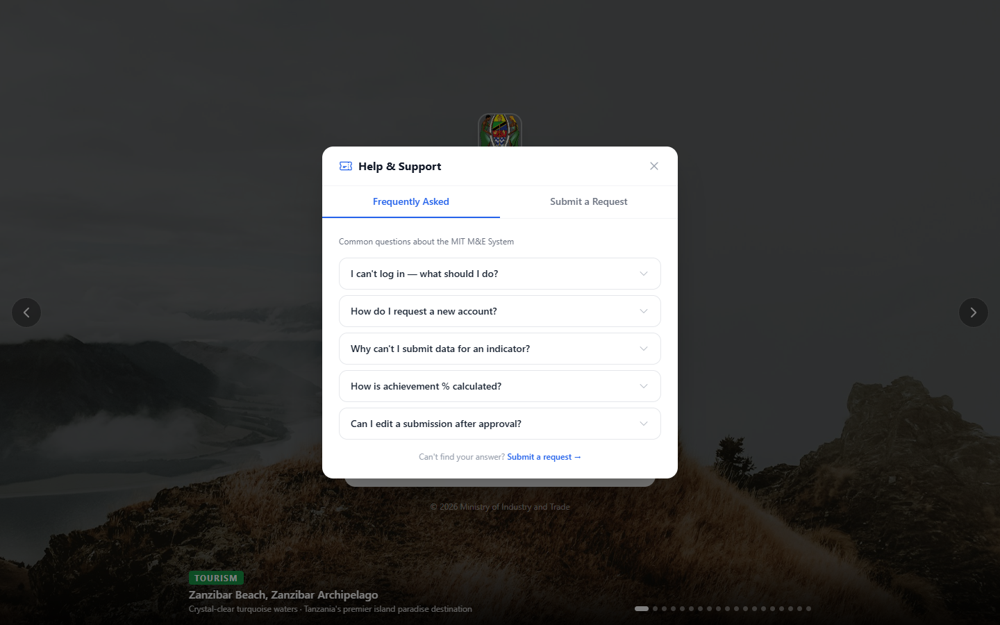 Help & Support
Frequently Asked
Submit a Request
Common questions about the MIT M&E System
I can't log in — what should I do?
How do I request a new account?
Why can't I submit data for an indicator?
How is achievement % calculated?
Can I edit a submission after approval?
Can't find your answer? Submit a request →
© 2026 Ministry of Industry and Trade
TOURISM
Zanzibar Beach, Zanzibar Archipelago
Crystal-clear turquoise waters · Tanzania's premier island paradise destination